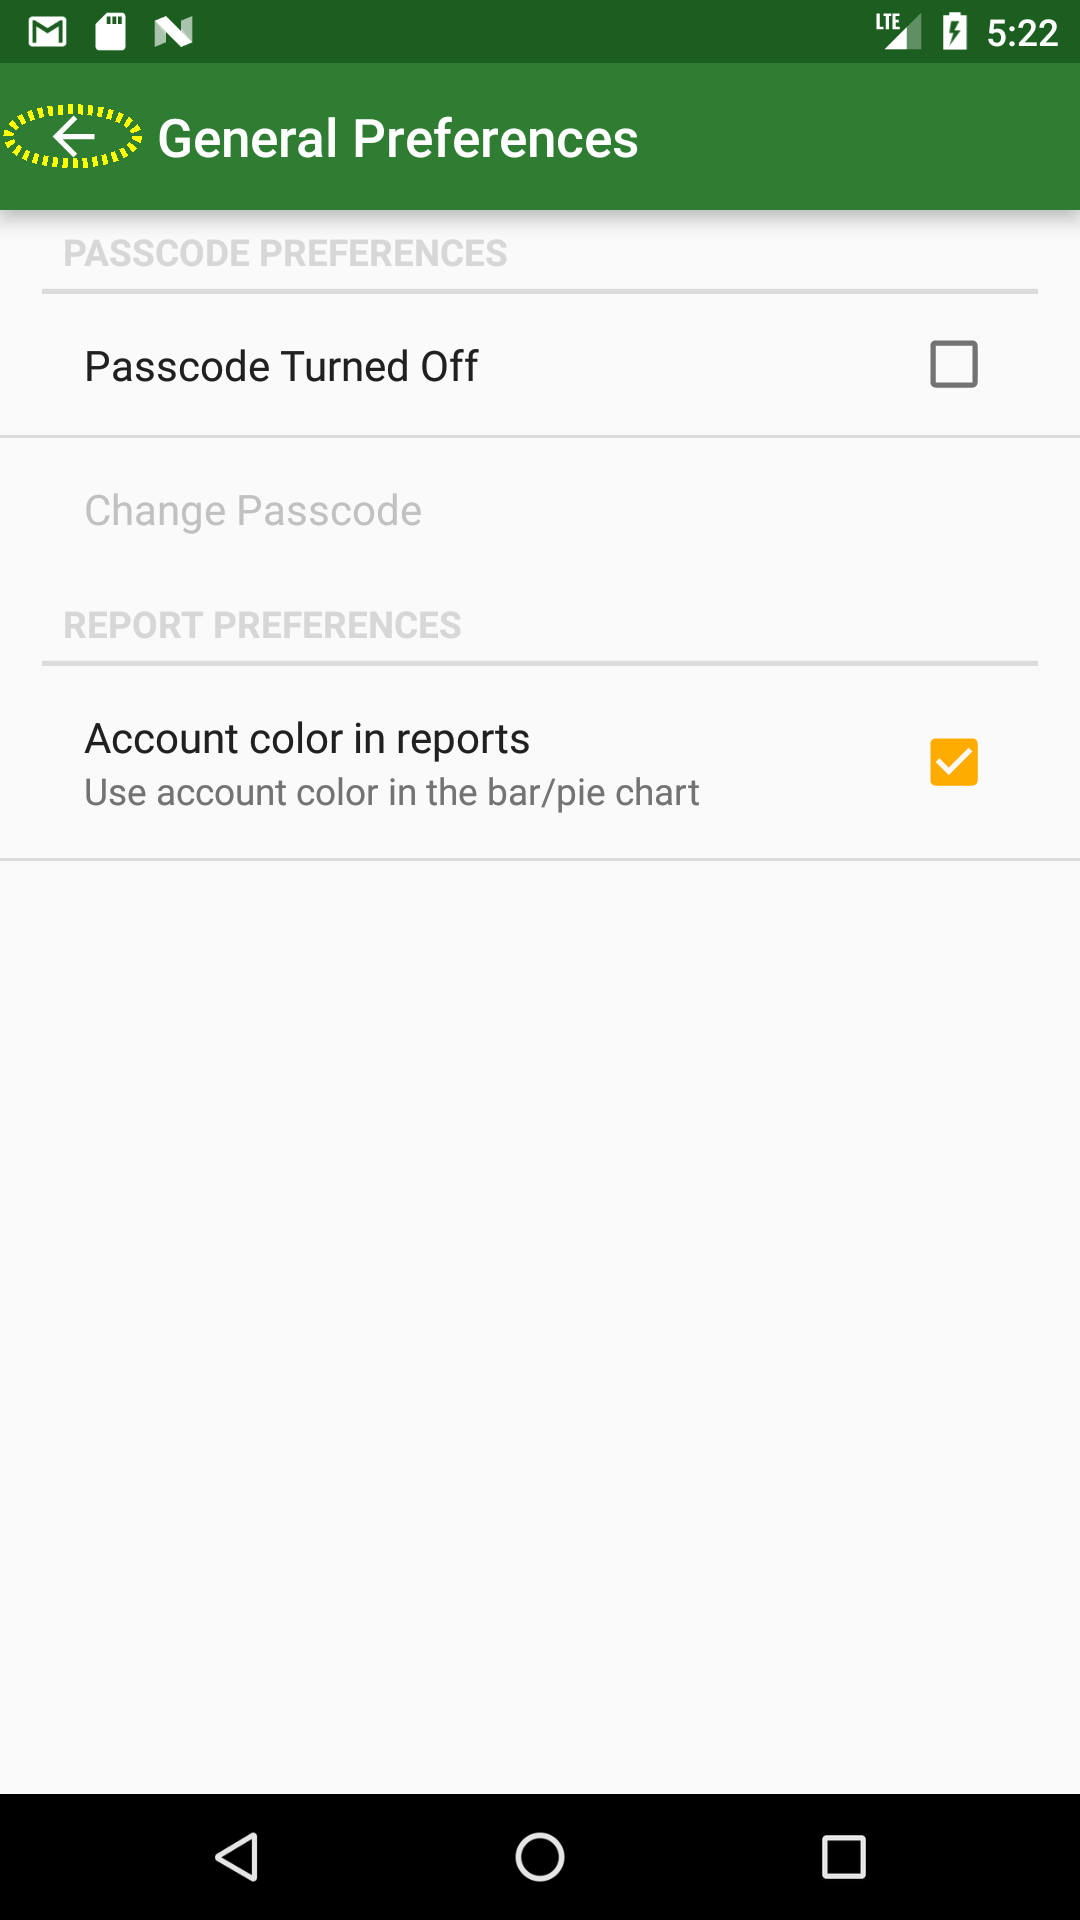 LTE 5:22
General Preferences
PASSCODE PREFERENCES
Passcode Turned Off
Change Passcode
REPORT PREFERENCES
Account color in reports
Use account color in the bar/pie chart